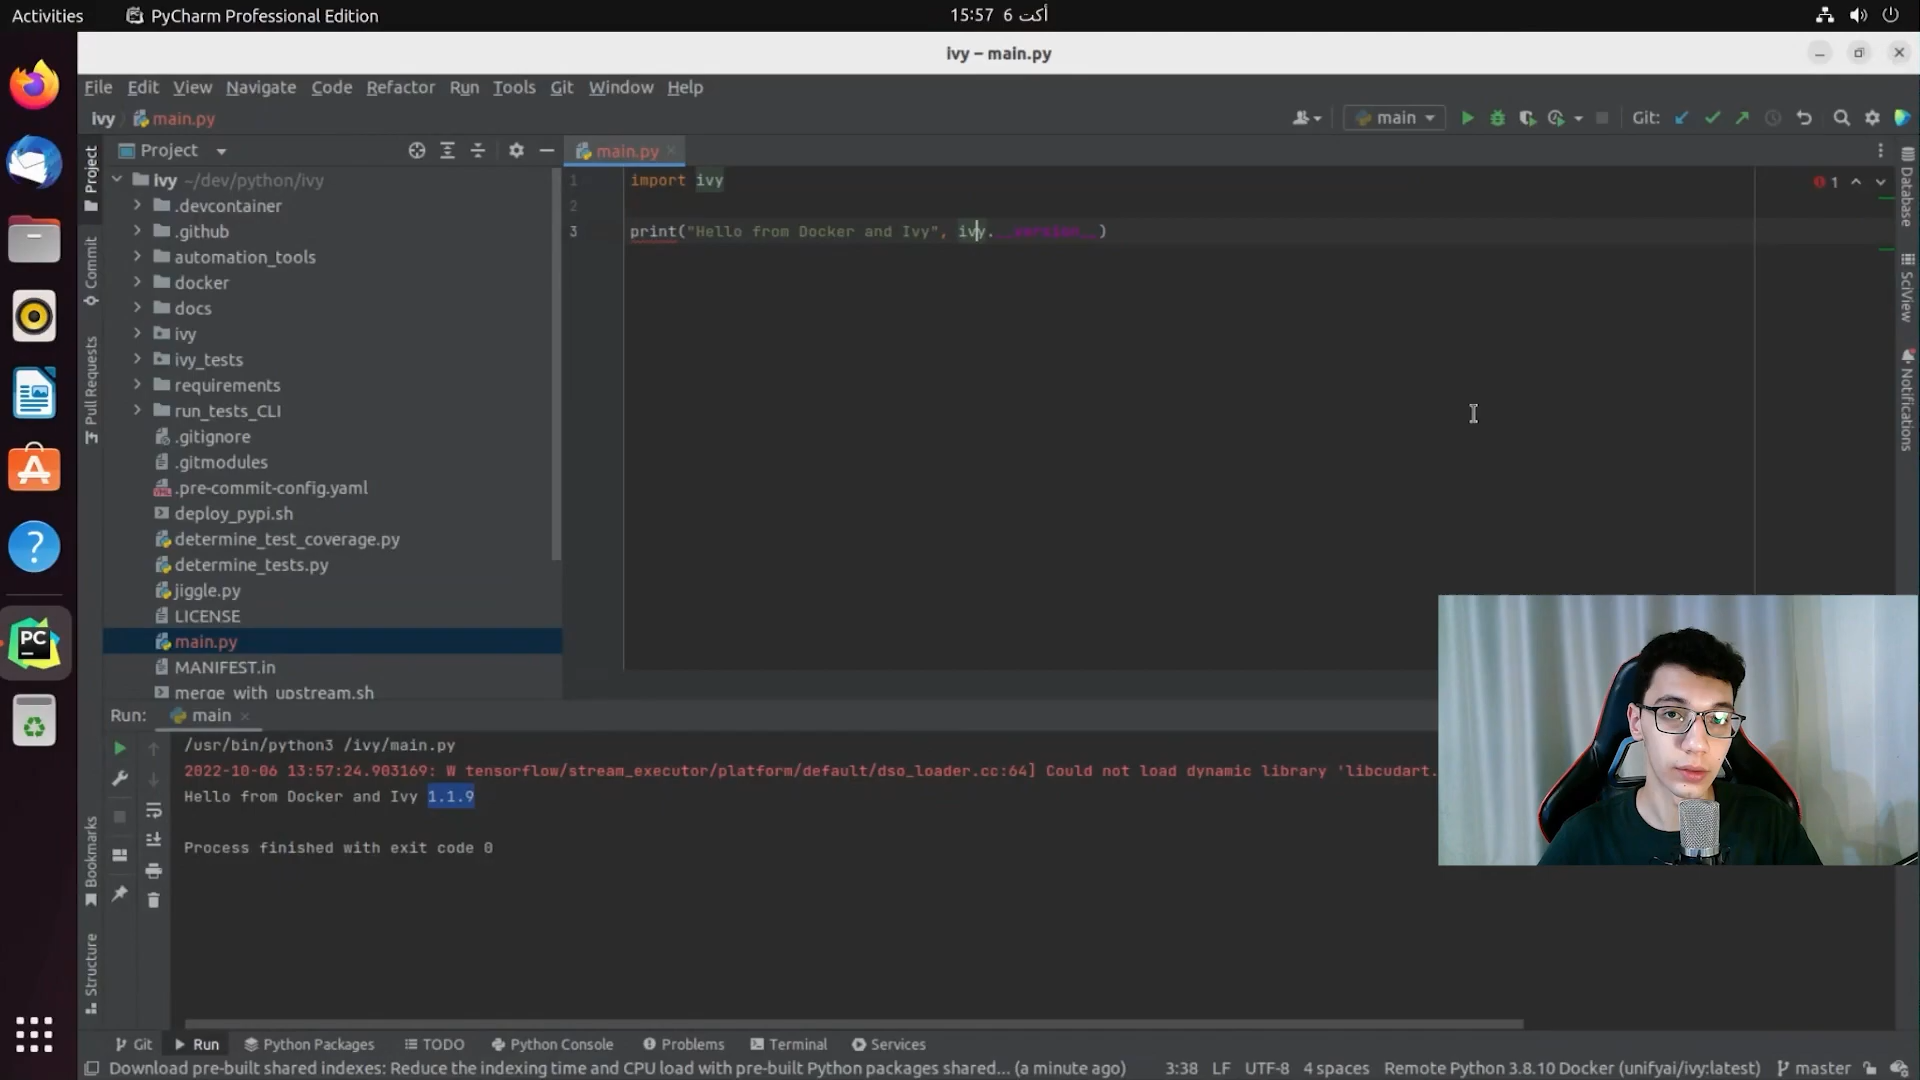 Activities
PyCharm Professional Edition
15:57 6 أكت
ivy – main.py
File Edit View Navigate Code Refactor Run Tools Git Window Help
ivy main.py
main
Git:
Project
main.py
Project
Commit
Pull Requests
Bookmarks
Structure
ivy ~/dev/python/ivy
.devcontainer
.github
automation_tools
docker
docs
ivy
ivy_tests
requirements
run_tests_CLI
.gitignore
.gitmodules
.pre-commit-config.yaml
deploy_pypi.sh
determine_test_coverage.py
determine_tests.py
jiggle.py
LICENSE
main.py
MANIFEST.in
merge_with_upstream.sh
1 import ivy
2
3 print("Hello from Docker and Ivy", ivy.__version__)
1
Database
SciView
Notifications
PC
Run: main
/usr/bin/python3 /ivy/main.py
2022-10-06 13:57:24.903169: W tensorflow/stream_executor/platform/default/dso_loader.cc:64] Could not load dynamic library 'libcudart.
Hello from Docker and Ivy 1.1.9
Process finished with exit code 0
Git Run Python Packages TODO Python Console Problems Terminal Services
Download pre-built shared indexes: Reduce the indexing time and CPU load with pre-built Python packages shared... (a minute ago) 3:38 LF UTF-8 4 spaces Remote Python 3.8.10 Docker (unifyai/ivy:latest) master